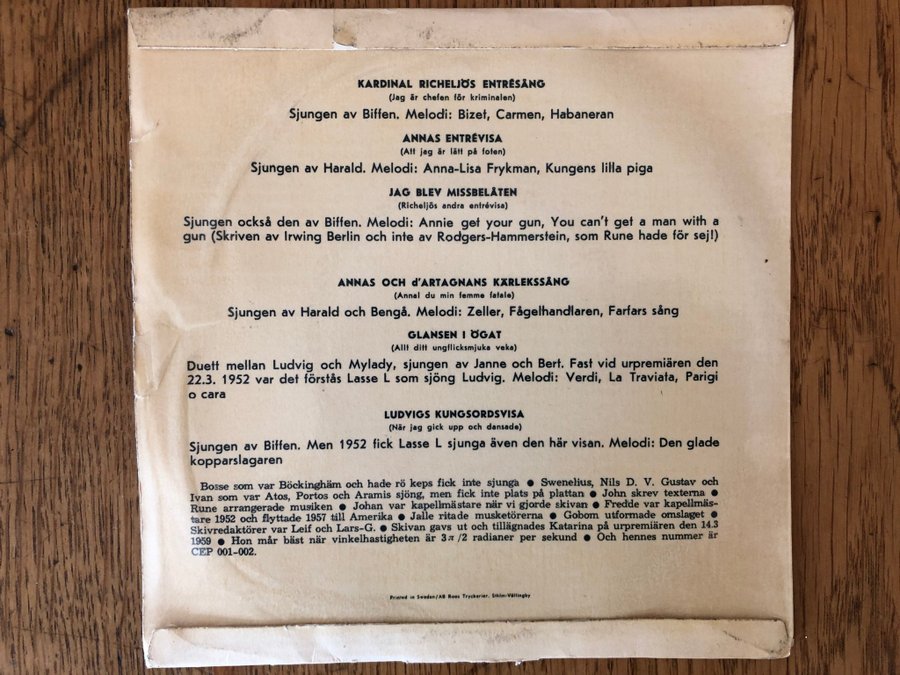 KARDINAL RICHELJÖS ENTRÉSÅNG
(Jag är chefen för kriminalen)
Sjungen av Biffen. Melodi: Bizet, Carmen, Habaneran
ANNAS ENTRÉVISA
(Att jag är lätt på foten)
Sjungen av Harald. Melodi: Anna-Lisa Frykman, Kungens lilla piga
JAG BLEV MISSBELÅTEN
(Richeljös andra entrévisa)
Sjungen också den av Biffen. Melodi: Annie get your gun, You can't get a man with a
gun (Skriven av Irwing Berlin och inte av Rodgers-Hammerstein, som Rune hade för sej!)
ANNAS OCH d'ARTAGNANS KÄRLEKSSÅNG
(Anna! du min femme fatale)
Sjungen av Harald och Bengå. Melodi: Zeller, Fågelhandlaren, Farfars sång
GLANSEN I ÖGAT
(Allt ditt ungflicksmjuka veka)
Duett mellan Ludvig och Mylady, sjungen av Janne och Bert. Fast vid urpremiären den
22.3. 1952 var det förstås Lasse L som sjöng Ludvig. Melodi: Verdi, La Traviata, Parigi
o cara
LUDVIGS KUNGSORDSVISA
(När jag gick upp och dansade)
Sjungen av Biffen. Men 1952 fick Lasse L sjunga även den här visan. Melodi: Den glade
kopparslagaren
Bosse som var Böckinghäm och hade rö keps fick inte sjunga ● Swenelius, Nils D. V. Gustav och
Ivan som var Atos, Portos och Aramis sjöng, men fick inte plats på plattan ● John skrev texterna ●
Rune arrangerade musiken ● Johan var kapellmästare när vi gjorde skivan ● Fredde var kapellmäs-
tare 1952 och flyttade 1957 till Amerika ● Jalle ritade musketörerna ● Gobom utformade omslaget ●
Skivredaktörer var Leif och Lars-G. ● Skivan gavs ut och tillägnades Katarina på urpremiären den 14.3
1959 ● Hon mår bäst när vinkelhastigheten är 3π/2 radianer per sekund ● Och hennes nummer är
CEP 001-002.
Printed in Sweden/AB Roos Tryckerier. Sthlm-Vällingby